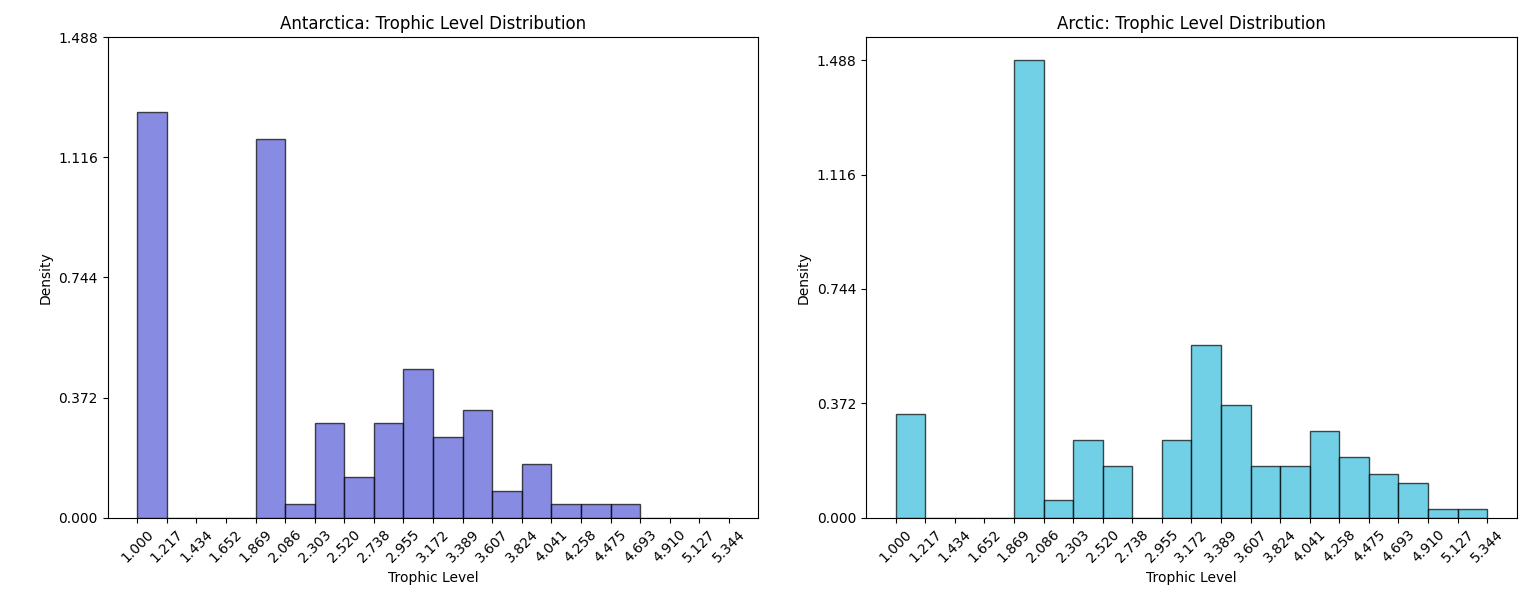 Antarctica: Trophic Level Distribution
1.488
1.116
0.744
0.372
0.000
Density
1.000 1.217 1.434 1.652 1.869 2.086 2.303 2.520 2.738 2.955 3.172 3.389 3.607 3.824 4.041 4.258 4.475 4.693 4.910 5.127 5.344
Trophic Level
Arctic: Trophic Level Distribution
1.488
1.116
0.744
0.372
0.000
Density
1.000 1.217 1.434 1.652 1.869 2.086 2.303 2.520 2.738 2.955 3.172 3.389 3.607 3.824 4.041 4.258 4.475 4.693 4.910 5.127 5.344
Trophic Level